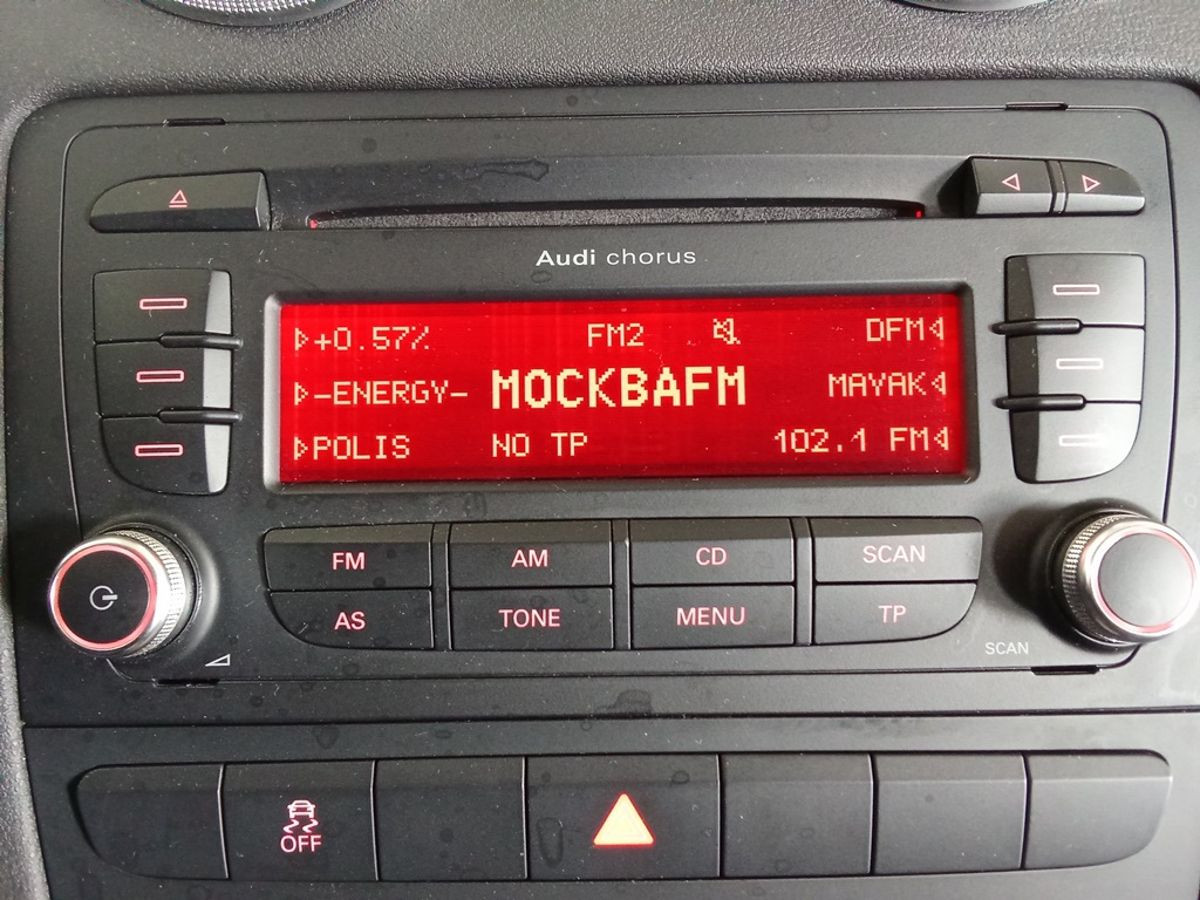 Audi chorus
+0.57% FM2 DFM
-ENERGY- MOCKBAFM MAYAK
POLIS NO TP 102.1 FM
FM AM CD SCAN
AS TONE MENU TP
SCAN
OFF